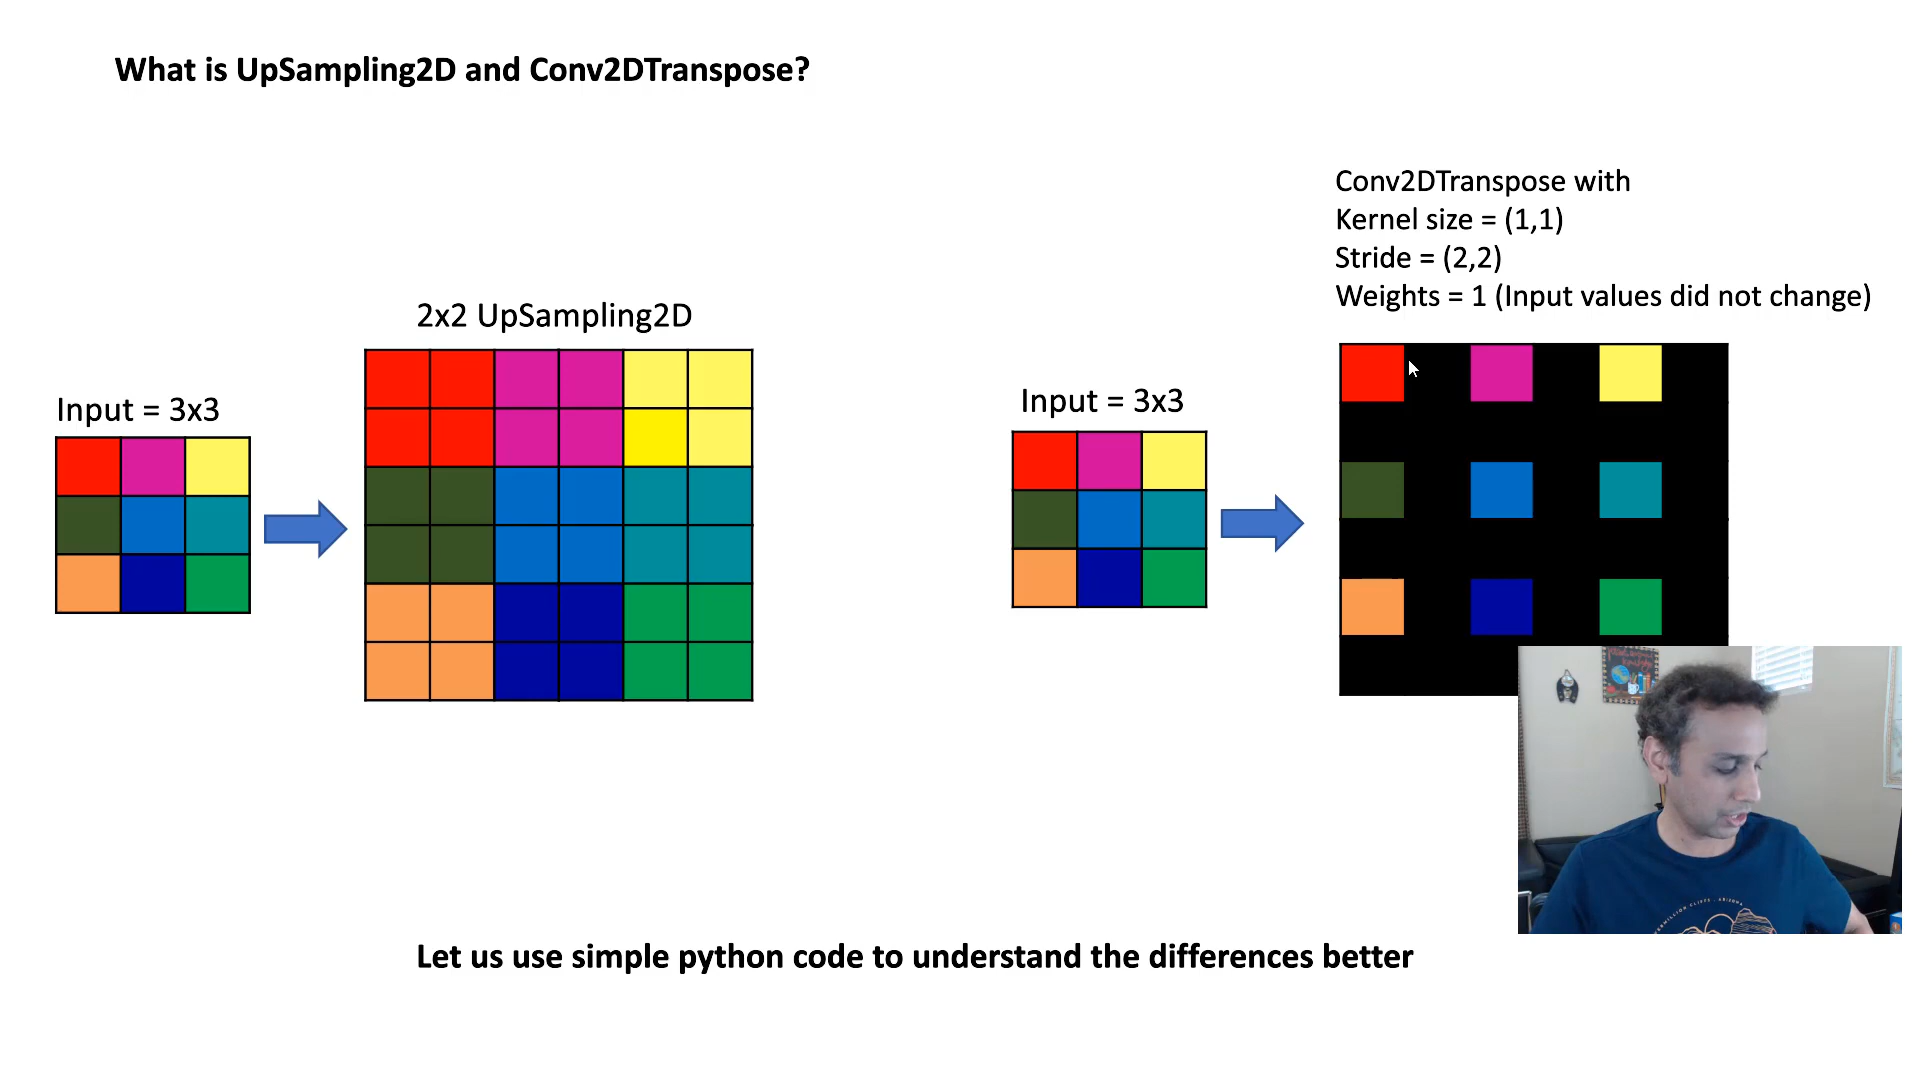 What is UpSampling2D and Conv2DTranspose?
Conv2DTranspose with
Kernel size = (1,1)
Stride = (2,2)
Weights = 1 (Input values did not change)
2x2 UpSampling2D
Input = 3x3
Input = 3x3
Let us use simple python code to understand the differences better